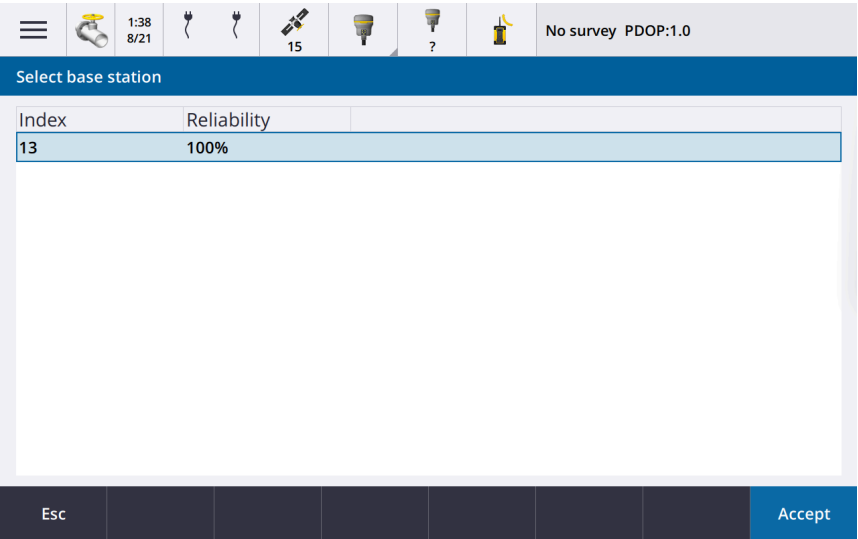 1:38
8/21
15
?
No survey PDOP:1.0
Select base station
Index Reliability
13 100%
Esc Accept